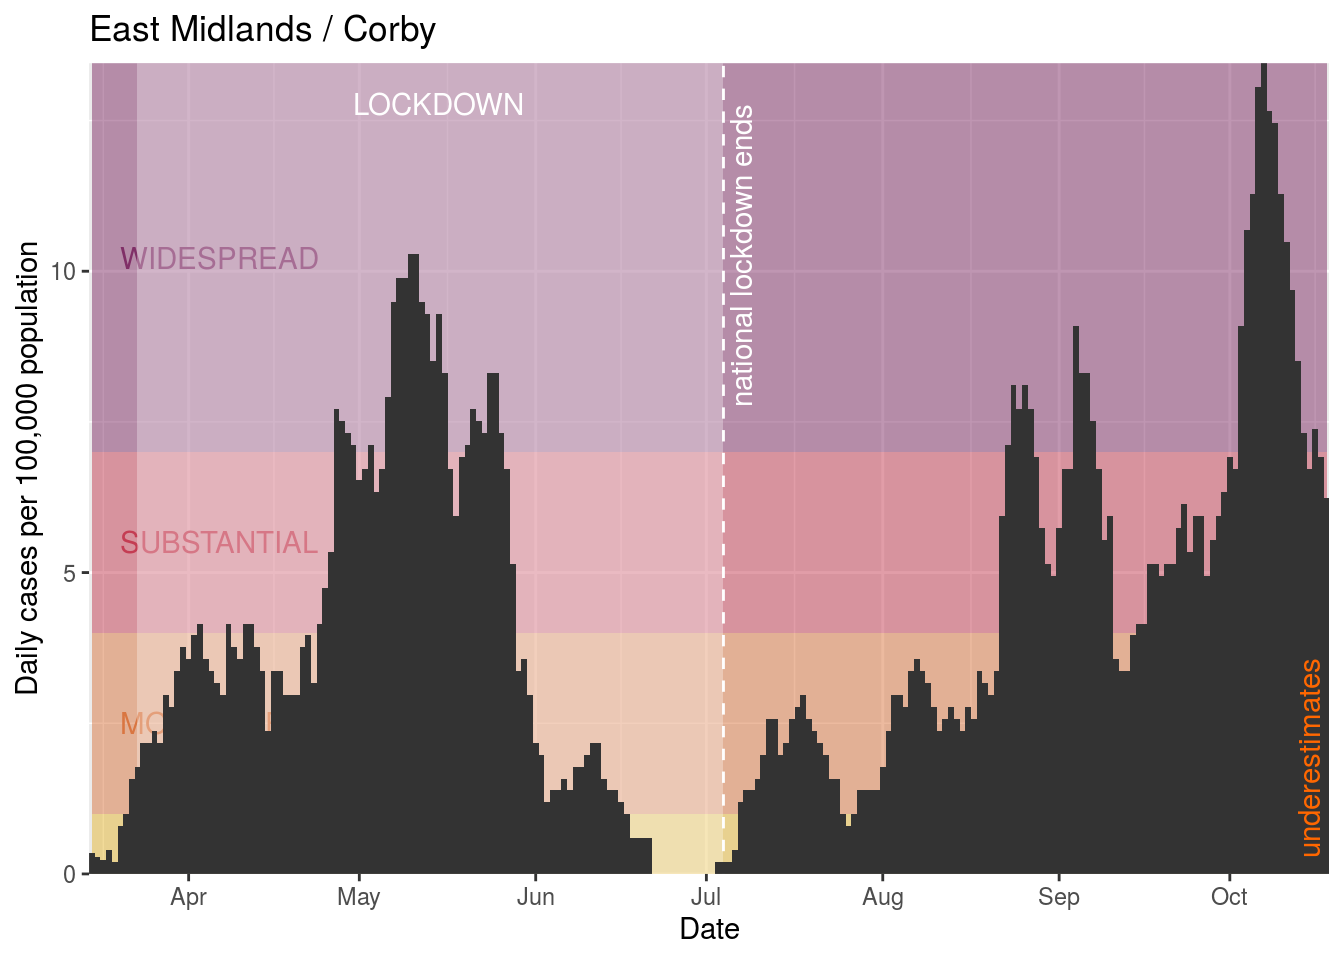 East Midlands / Corby
LOCKDOWN
national lockdown ends
WIDESPREAD
SUBSTANTIAL
underestimates
Daily cases per 100,000 population
10
5
0
Apr
May
Jun
Jul
Aug
Sep
Oct
Date